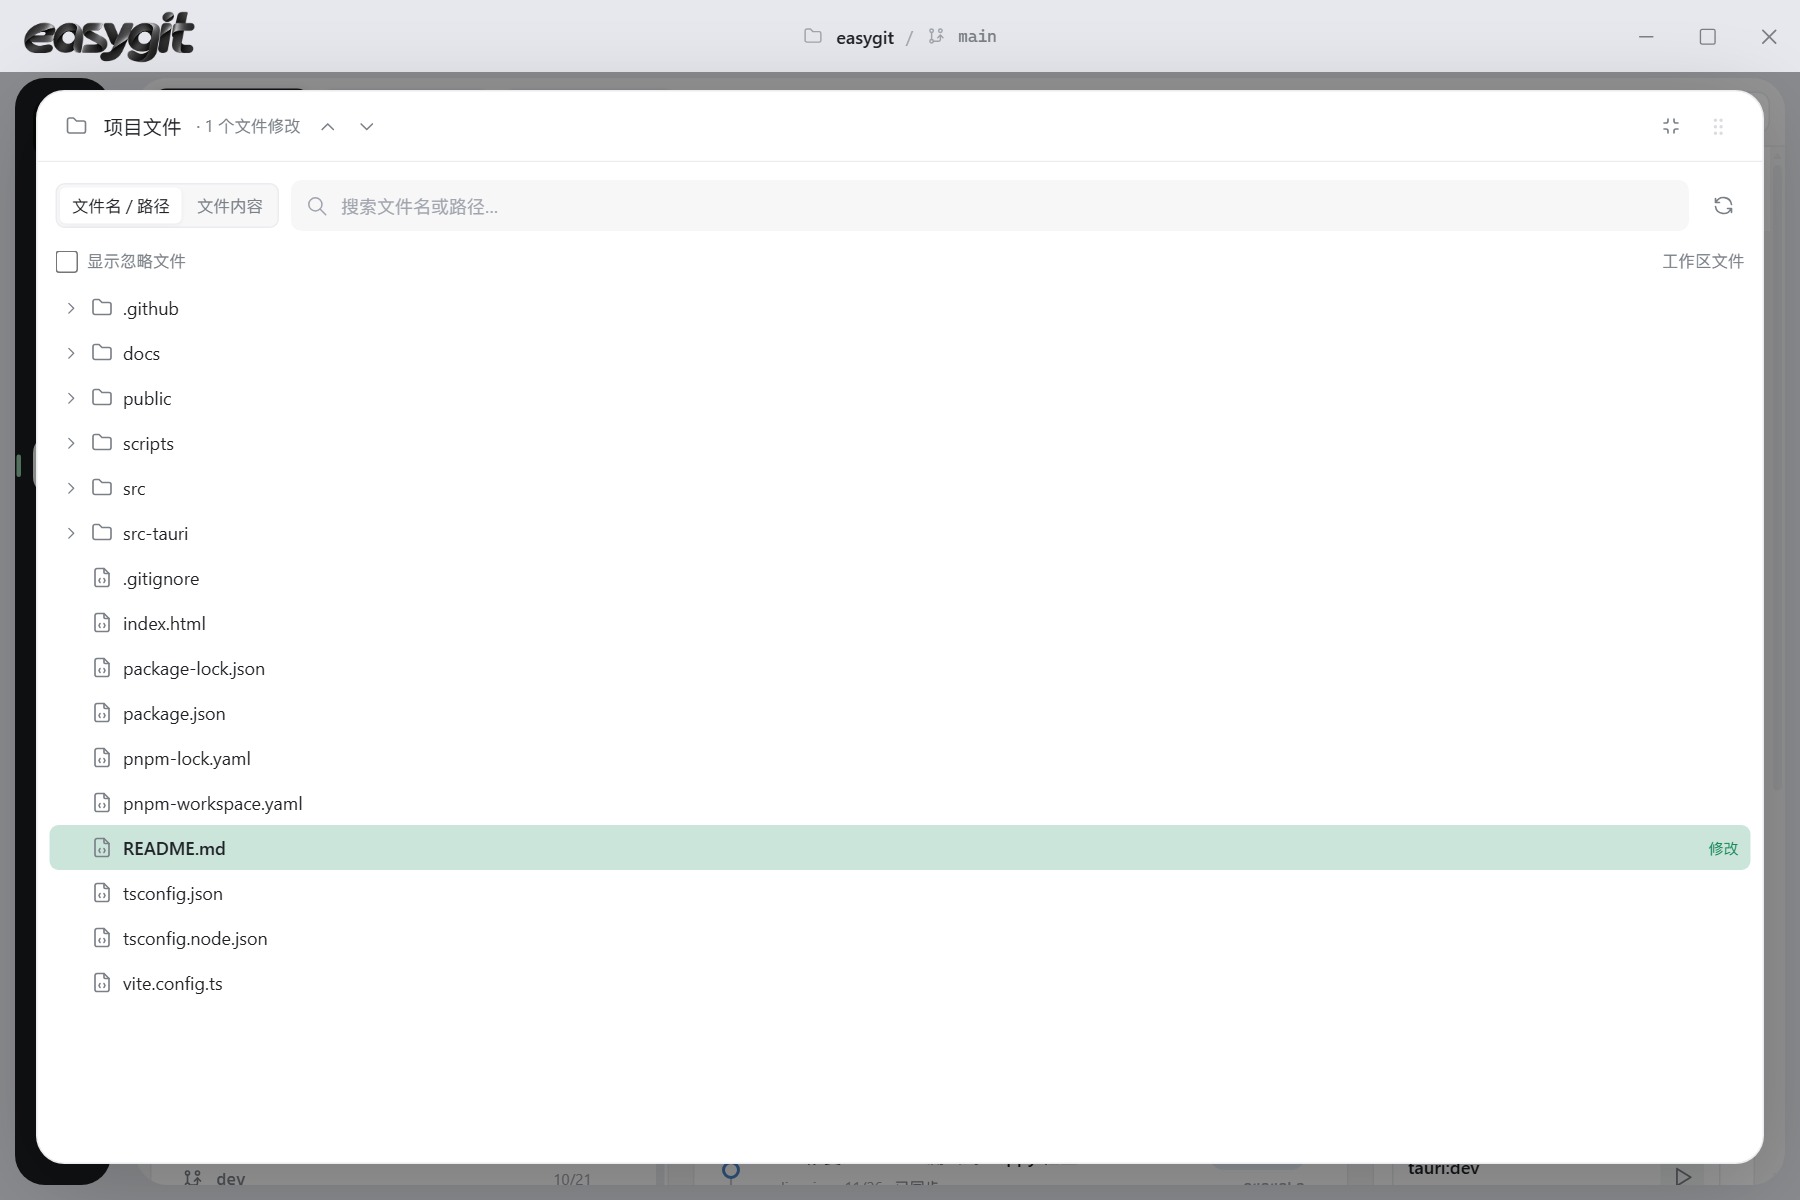 easygit
easygit / main
项目文件 · 1 个文件修改
文件名 / 路径 文件内容 搜索文件名或路径...
显示忽略文件 工作区文件
.github
docs
public
scripts
src
src-tauri
.gitignore
index.html
package-lock.json
package.json
pnpm-lock.yaml
pnpm-workspace.yaml
README.md 修改
tsconfig.json
tsconfig.node.json
vite.config.ts
dev 10/21 tauri:dev